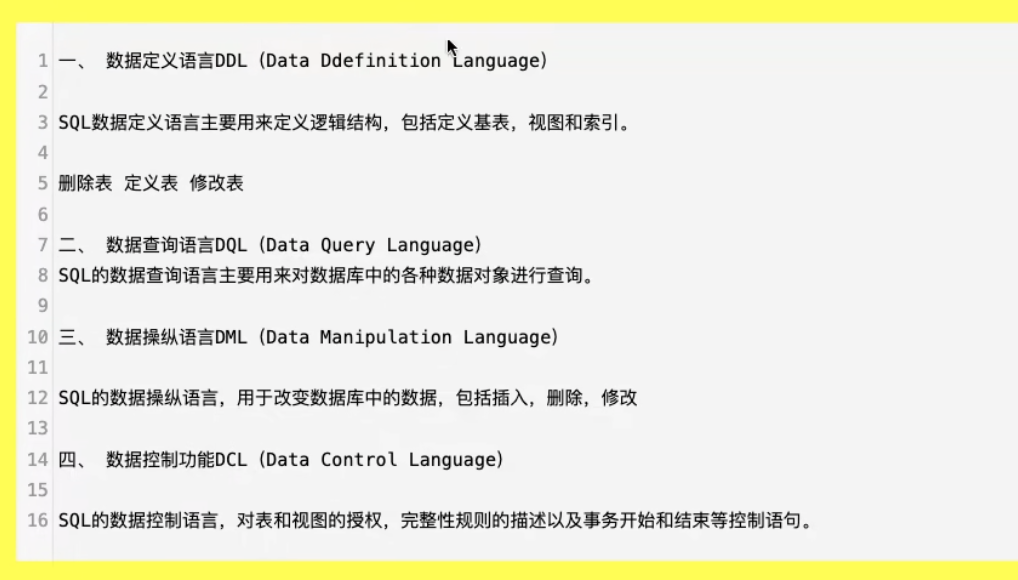 1 一、 数据定义语言DDL（Data Ddefinition Language）
2
3 SQL数据定义语言主要用来定义逻辑结构，包括定义基表，视图和索引。
4
5 删除表 定义表 修改表
6
7 二、 数据查询语言DQL（Data Query Language）
8 SQL的数据查询语言主要用来对数据库中的各种数据对象进行查询。
9
10 三、 数据操纵语言DML（Data Manipulation Language）
11
12 SQL的数据操纵语言，用于改变数据库中的数据，包括插入，删除，修改
13
14 四、 数据控制功能DCL（Data Control Language）
15
16 SQL的数据控制语言，对表和视图的授权，完整性规则的描述以及事务开始和结束等控制语句。